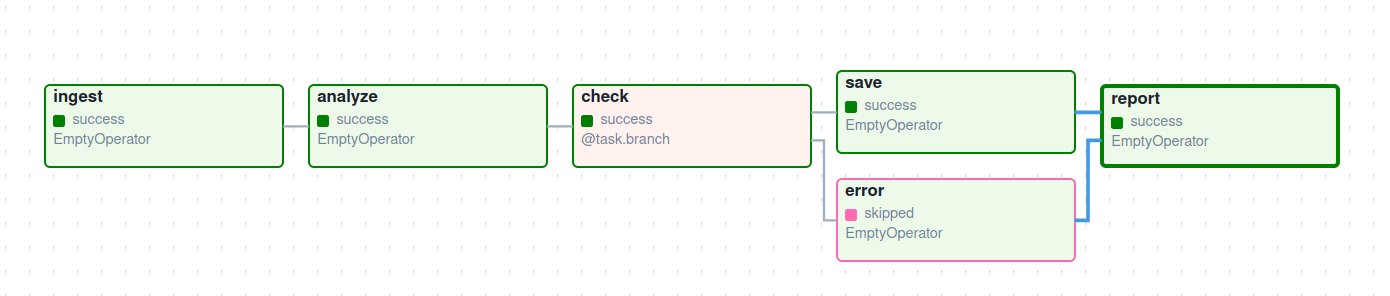 ingest
success
EmptyOperator
analyze
success
EmptyOperator
check
success
@task.branch
save
success
EmptyOperator
error
skipped
EmptyOperator
report
success
EmptyOperator